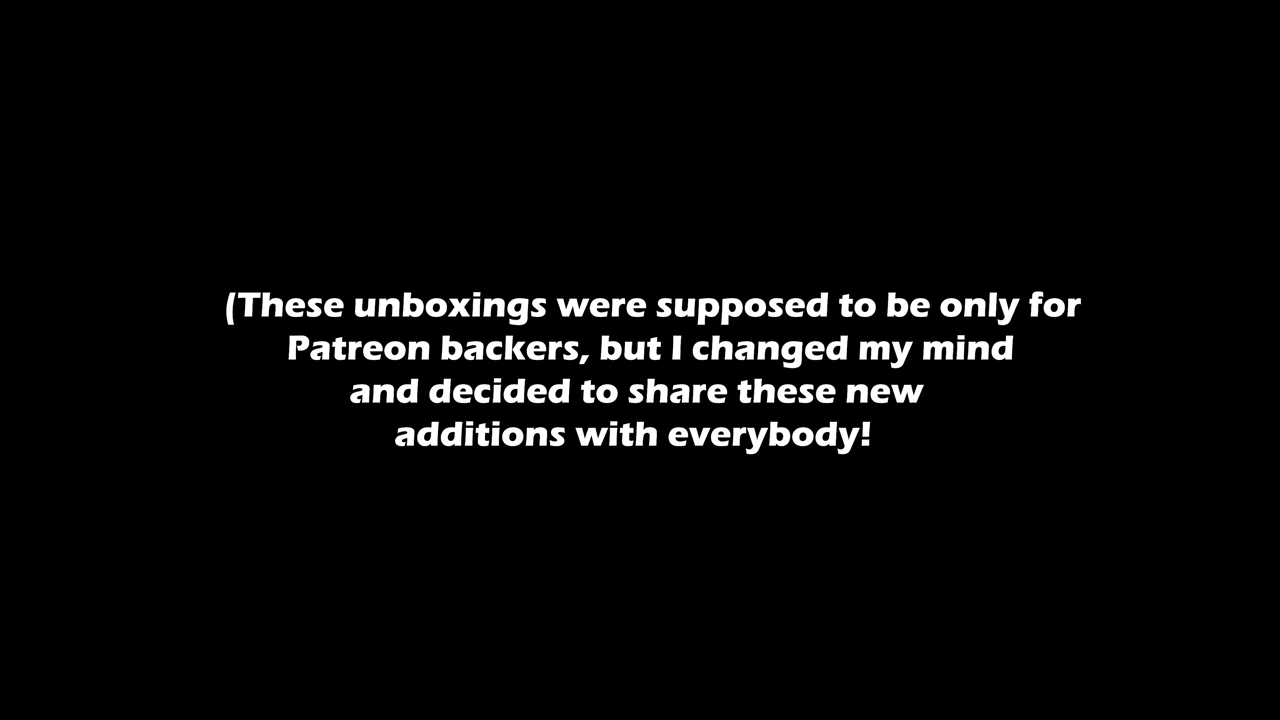 (These unboxings were supposed to be only for
Patreon backers, but I changed my mind
and decided to share these new
additions with everybody!